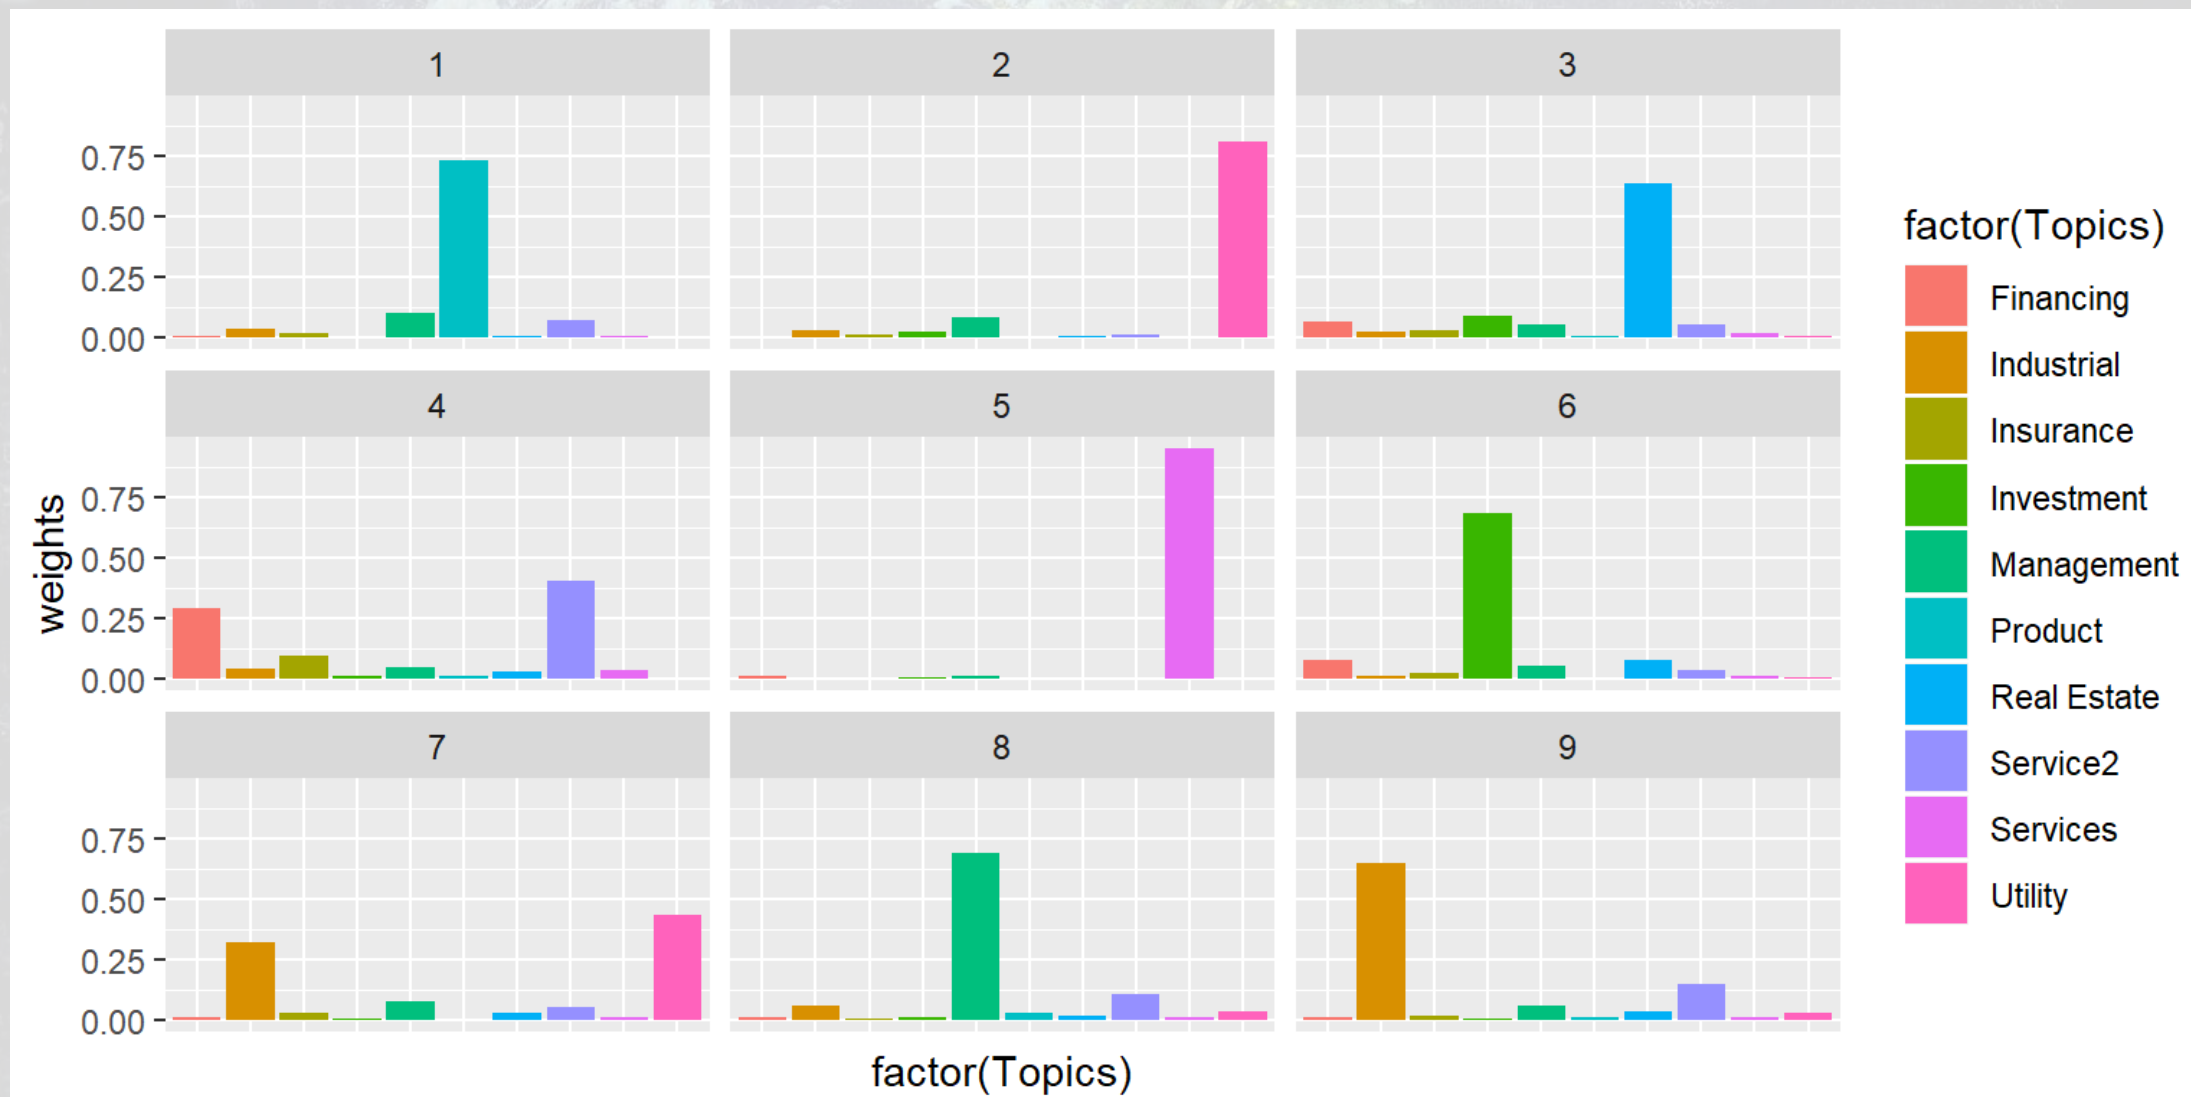 1 2 3
0.75
0.50
0.25
0.00
4 5 6
0.75
0.50
0.25
0.00
7 8 9
0.75
0.50
0.25
0.00
weights
factor(Topics)
factor(Topics)
Financing
Industrial
Insurance
Investment
Management
Product
Real Estate
Service2
Services
Utility